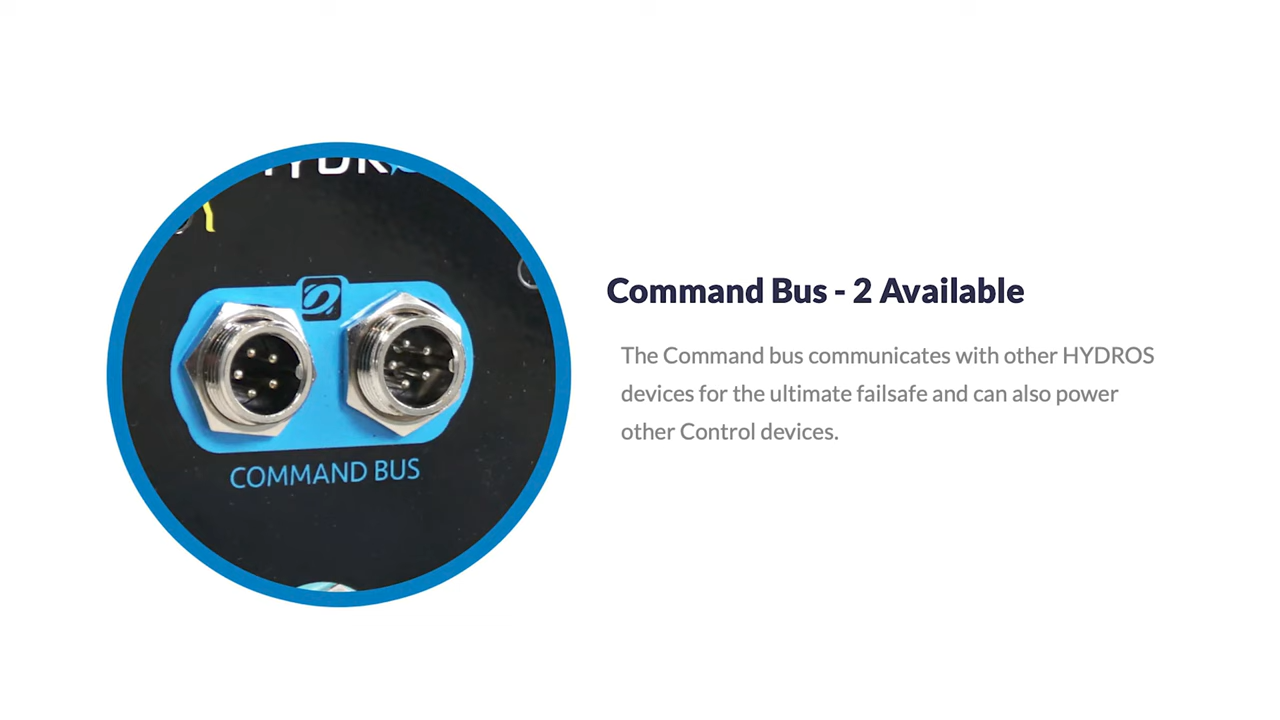 HYDROS
COMMAND BUS
Command Bus - 2 Available
The Command bus communicates with other HYDROS
devices for the ultimate failsafe and can also power
other Control devices.